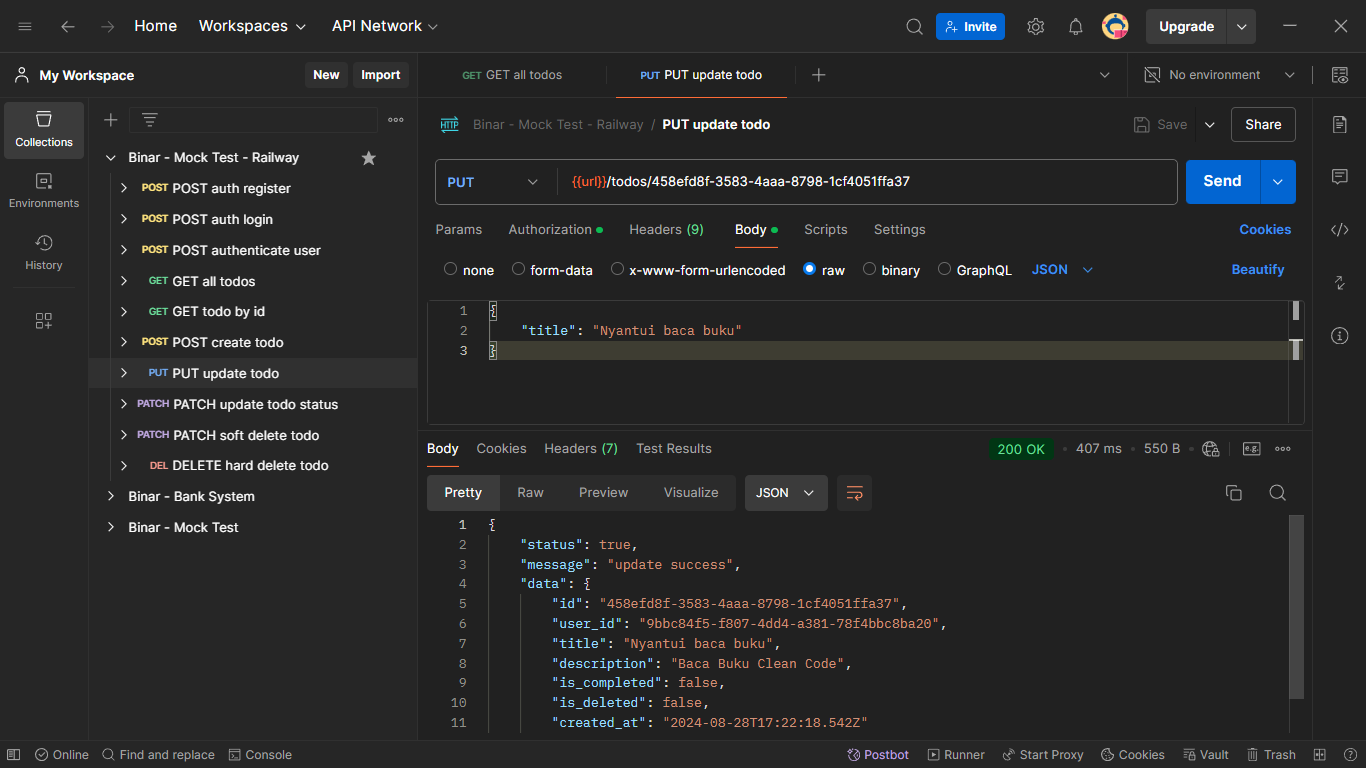 Home Workspaces API Network Invite Upgrade
My Workspace New Import GET GET all todos PUT PUT update todo No environment
Collections
Environments
History
Binar - Mock Test - Railway
POST POST auth register
POST POST auth login
POST POST authenticate user
GET GET all todos
GET GET todo by id
POST POST create todo
PUT PUT update todo
PATCH PATCH update todo status
PATCH PATCH soft delete todo
DEL DELETE hard delete todo
Binar - Bank System
Binar - Mock Test
HTTP Binar - Mock Test - Railway / PUT update todo Save Share
PUT {{url}}/todos/458efd8f-3583-4aaa-8798-1cf4051ffa37 Send
Params Authorization Headers (9) Body Scripts Settings Cookies
none form-data x-www-form-urlencoded raw binary GraphQL JSON Beautify
1 {
2 "title": "Nyantui baca buku"
3 }
Body Cookies Headers (7) Test Results 200 OK 407 ms 550 B e.g.
Pretty Raw Preview Visualize JSON
1 {
2 "status": true,
3 "message": "update success",
4 "data": {
5 "id": "458efd8f-3583-4aaa-8798-1cf4051ffa37",
6 "user_id": "9bbc84f5-f807-4dd4-a381-78f4bbc8ba20",
7 "title": "Nyantui baca buku",
8 "description": "Baca Buku Clean Code",
9 "is_completed": false,
10 "is_deleted": false,
11 "created_at": "2024-08-28T17:22:18.542Z"
Online Find and replace Console Postbot Runner Start Proxy Cookies Vault Trash